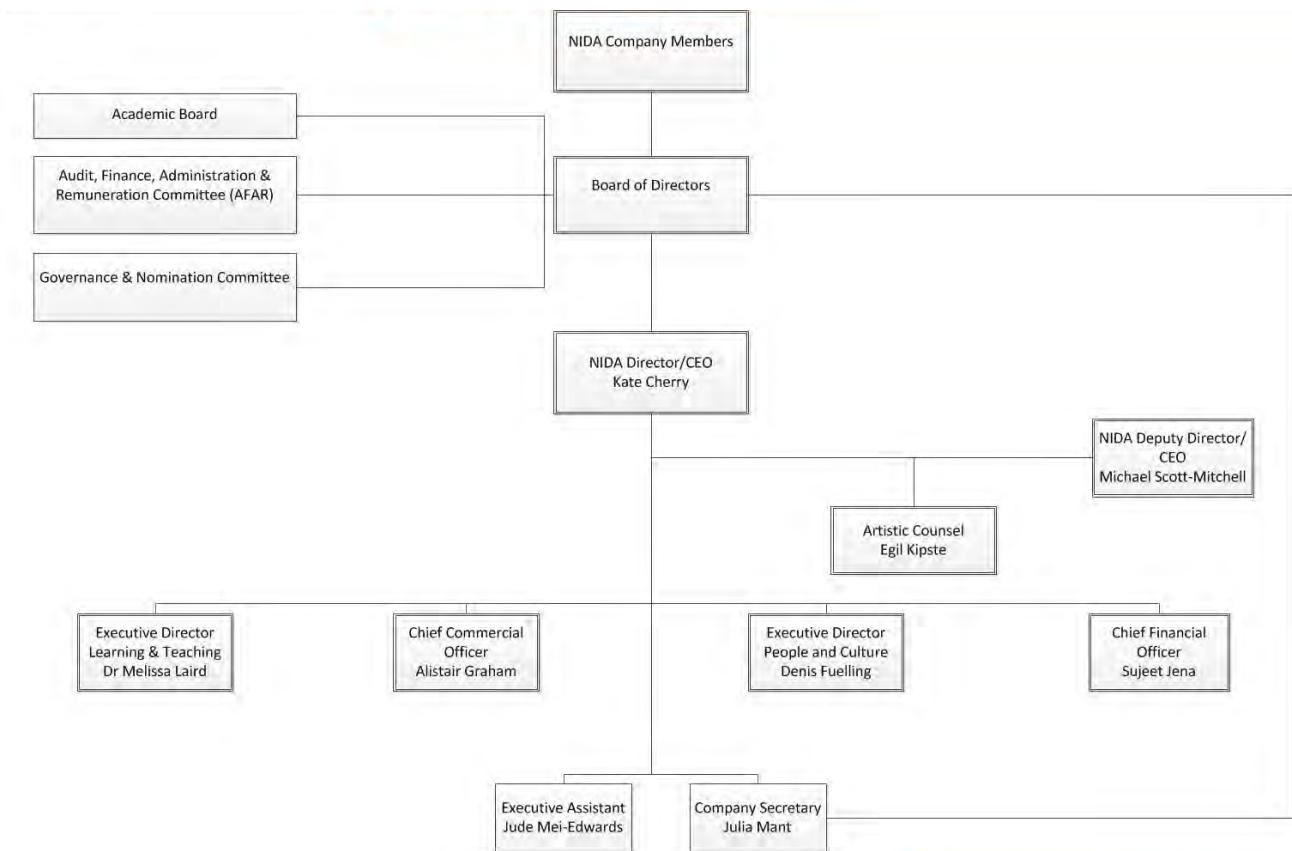 NIDA Company Members
Academic Board
Audit, Finance, Administration &
Remuneration Committee (AFAR)
Board of Directors
Governance & Nomination Committee
NIDA Director/CEO
Kate Cherry
NIDA Deputy Director/
CEO
Michael Scott-Mitchell
Artistic Counsel
Egil Kipste
Executive Director
Learning & Teaching
Dr Melissa Laird
Chief Commercial
Officer
Alistair Graham
Executive Director
People and Culture
Denis Fuelling
Chief Financial
Officer
Sujeet Jena
Executive Assistant
Jude Mei-Edwards
Company Secretary
Julia Mant